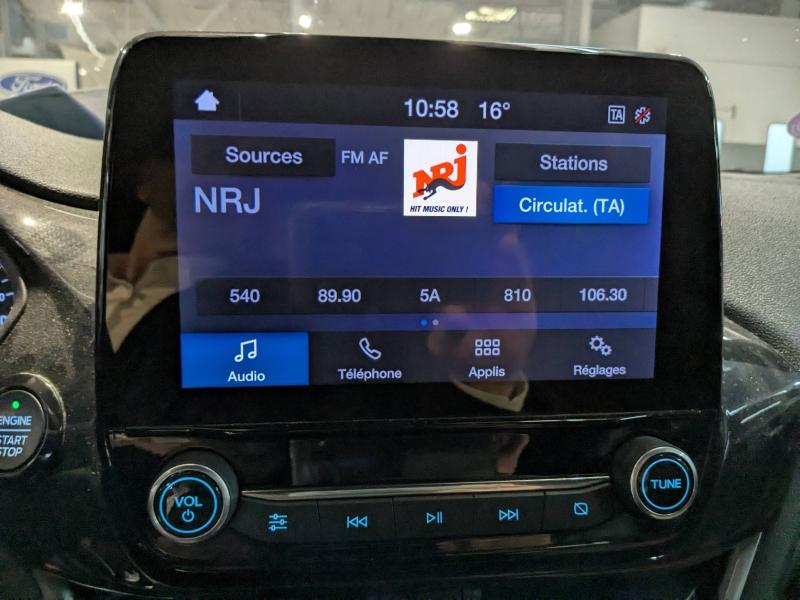 Ford
10:58 16° TA
Sources FM AF NRJ Stations
HIT MUSIC ONLY !
NRJ Circulat. (TA)
540 89.90 5A 810 106.30
Audio Téléphone Applis Réglages
ENGINE
START
STOP
VOL
TUNE